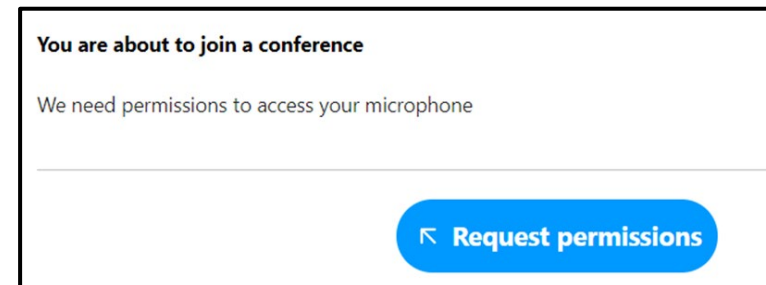 You are about to join a conference
We need permissions to access your microphone
Request permissions